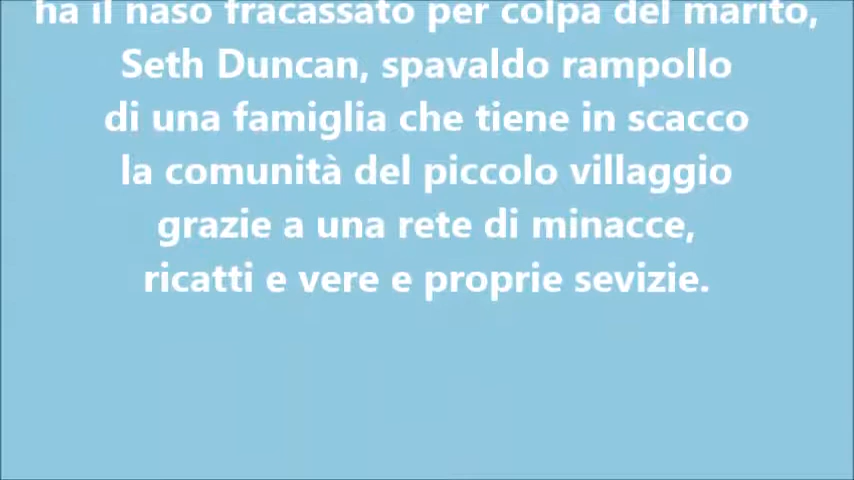 ha il naso fracassato per colpa del marito,
Seth Duncan, spavaldo rampollo
di una famiglia che tiene in scacco
la comunità del piccolo villaggio
grazie a una rete di minacce,
ricatti e vere e proprie sevizie.